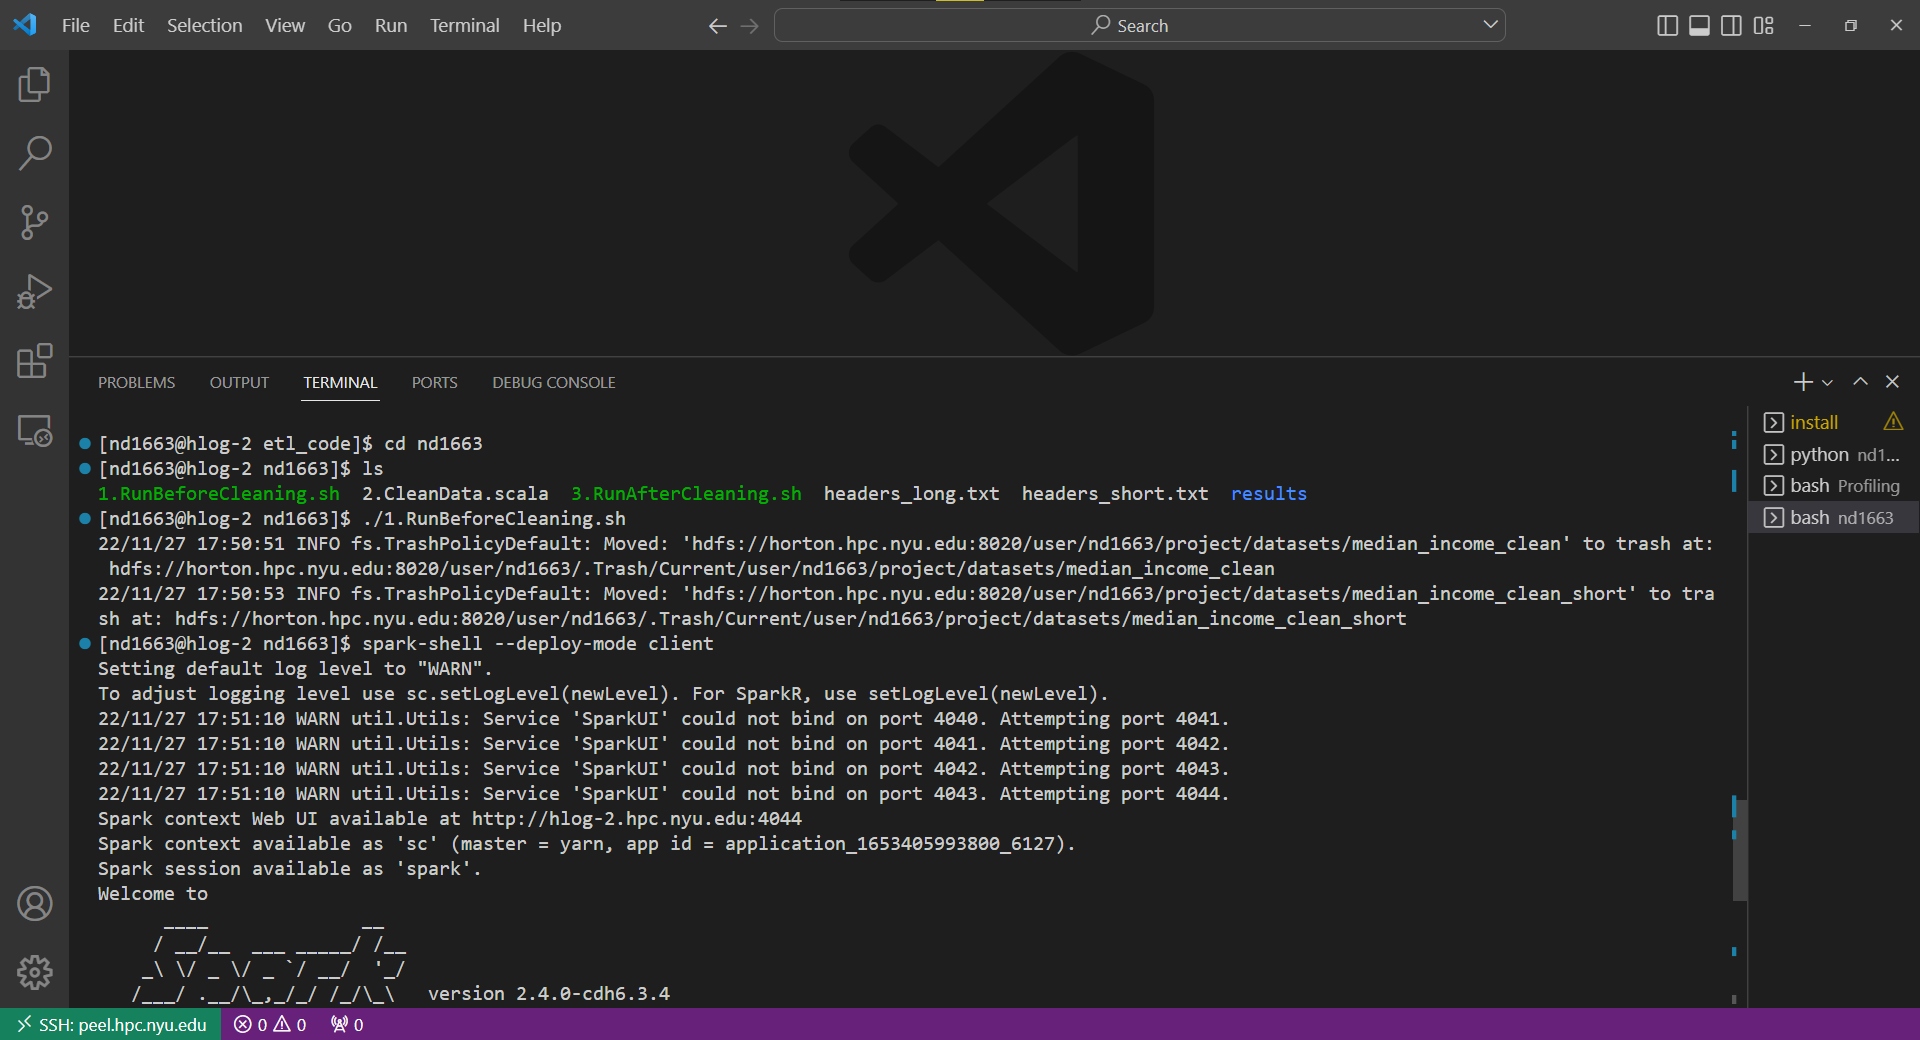 File Edit Selection View Go Run Terminal Help
Search
PROBLEMS OUTPUT TERMINAL PORTS DEBUG CONSOLE
[nd1663@hlog-2 etl_code]$ cd nd1663
[nd1663@hlog-2 nd1663]$ ls
1.RunBeforeCleaning.sh 2.CleanData.scala 3.RunAfterCleaning.sh headers_long.txt headers_short.txt results
[nd1663@hlog-2 nd1663]$ ./1.RunBeforeCleaning.sh
22/11/27 17:50:51 INFO fs.TrashPolicyDefault: Moved: 'hdfs://horton.hpc.nyu.edu:8020/user/nd1663/project/datasets/median_income_clean' to trash at:
hdfs://horton.hpc.nyu.edu:8020/user/nd1663/.Trash/Current/user/nd1663/project/datasets/median_income_clean
22/11/27 17:50:53 INFO fs.TrashPolicyDefault: Moved: 'hdfs://horton.hpc.nyu.edu:8020/user/nd1663/project/datasets/median_income_clean_short' to tra
sh at: hdfs://horton.hpc.nyu.edu:8020/user/nd1663/.Trash/Current/user/nd1663/project/datasets/median_income_clean_short
[nd1663@hlog-2 nd1663]$ spark-shell --deploy-mode client
Setting default log level to "WARN".
To adjust logging level use sc.setLogLevel(newLevel). For SparkR, use setLogLevel(newLevel).
22/11/27 17:51:10 WARN util.Utils: Service 'SparkUI' could not bind on port 4040. Attempting port 4041.
22/11/27 17:51:10 WARN util.Utils: Service 'SparkUI' could not bind on port 4041. Attempting port 4042.
22/11/27 17:51:10 WARN util.Utils: Service 'SparkUI' could not bind on port 4042. Attempting port 4043.
22/11/27 17:51:10 WARN util.Utils: Service 'SparkUI' could not bind on port 4043. Attempting port 4044.
Spark context Web UI available at http://hlog-2.hpc.nyu.edu:4044
Spark context available as 'sc' (master = yarn, app id = application_1653405993800_6127).
Spark session available as 'spark'.
Welcome to
      ____              __
     / __/__  ___ _____/ /__
    _\ \/ _ \/ _ `/ __/  '_/
   /___/ .__/\_,_/_/ /_/\_\   version 2.4.0-cdh6.3.4
install
python nd1...
bash Profiling
bash nd1663
SSH: peel.hpc.nyu.edu 0 0 0